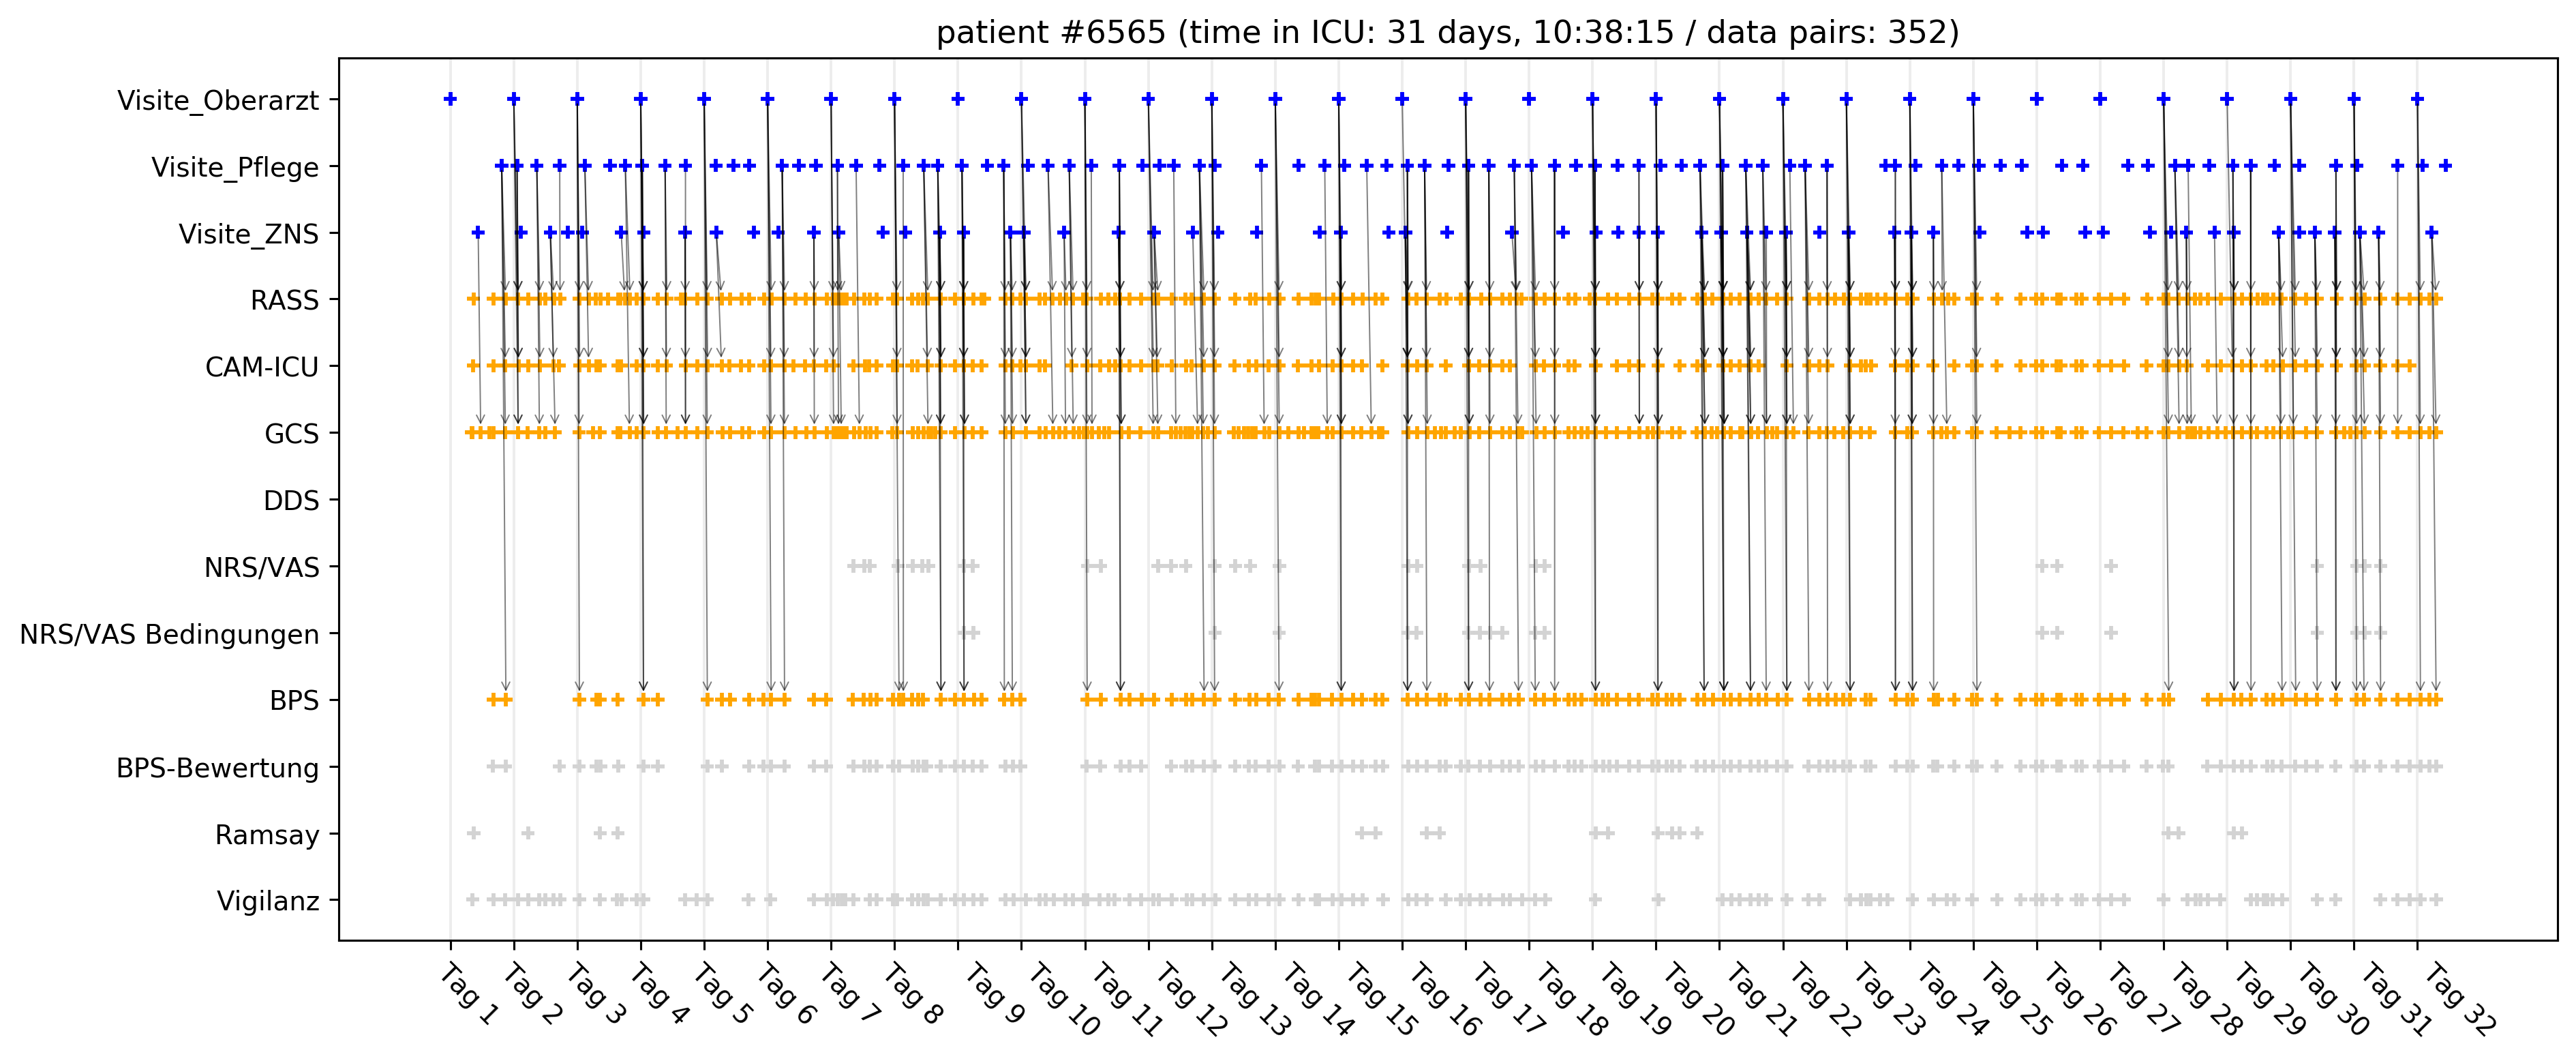 patient #6565 (time in ICU: 31 days, 10:38:15 / data pairs: 352)
Visite_Oberarzt
Visite_Pflege
Visite_ZNS
RASS
CAM-ICU
GCS
DDS
NRS/VAS
NRS/VAS Bedingungen
BPS
BPS-Bewertung
Ramsay
Vigilanz
Tag 1
Tag 2
Tag 3
Tag 4
Tag 5
Tag 6
Tag 7
Tag 8
Tag 9
Tag 10
Tag 11
Tag 12
Tag 13
Tag 14
Tag 15
Tag 16
Tag 17
Tag 18
Tag 19
Tag 20
Tag 21
Tag 22
Tag 23
Tag 24
Tag 25
Tag 26
Tag 27
Tag 28
Tag 29
Tag 30
Tag 31
Tag 32